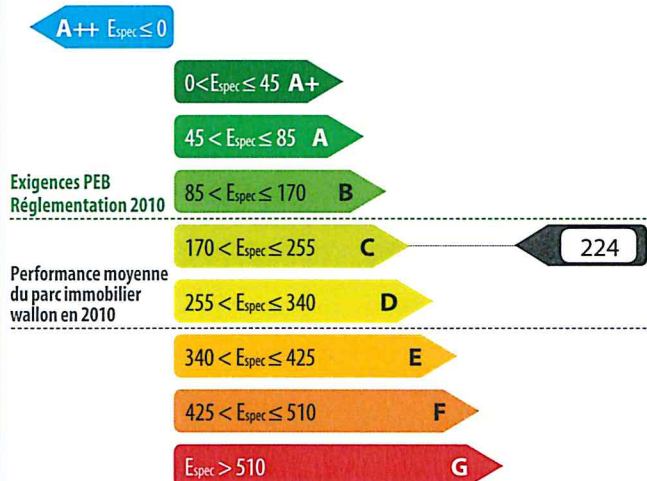 A++ Espec ≤ 0
0 < Espec ≤ 45 A+
45 < Espec ≤ 85 A
Exigences PEB
Réglementation 2010
85 < Espec ≤ 170 B
170 < Espec ≤ 255 C
224
Performance moyenne
du parc immobilier
wallon en 2010
255 < Espec ≤ 340 D
340 < Espec ≤ 425 E
425 < Espec ≤ 510 F
Espec > 510 G